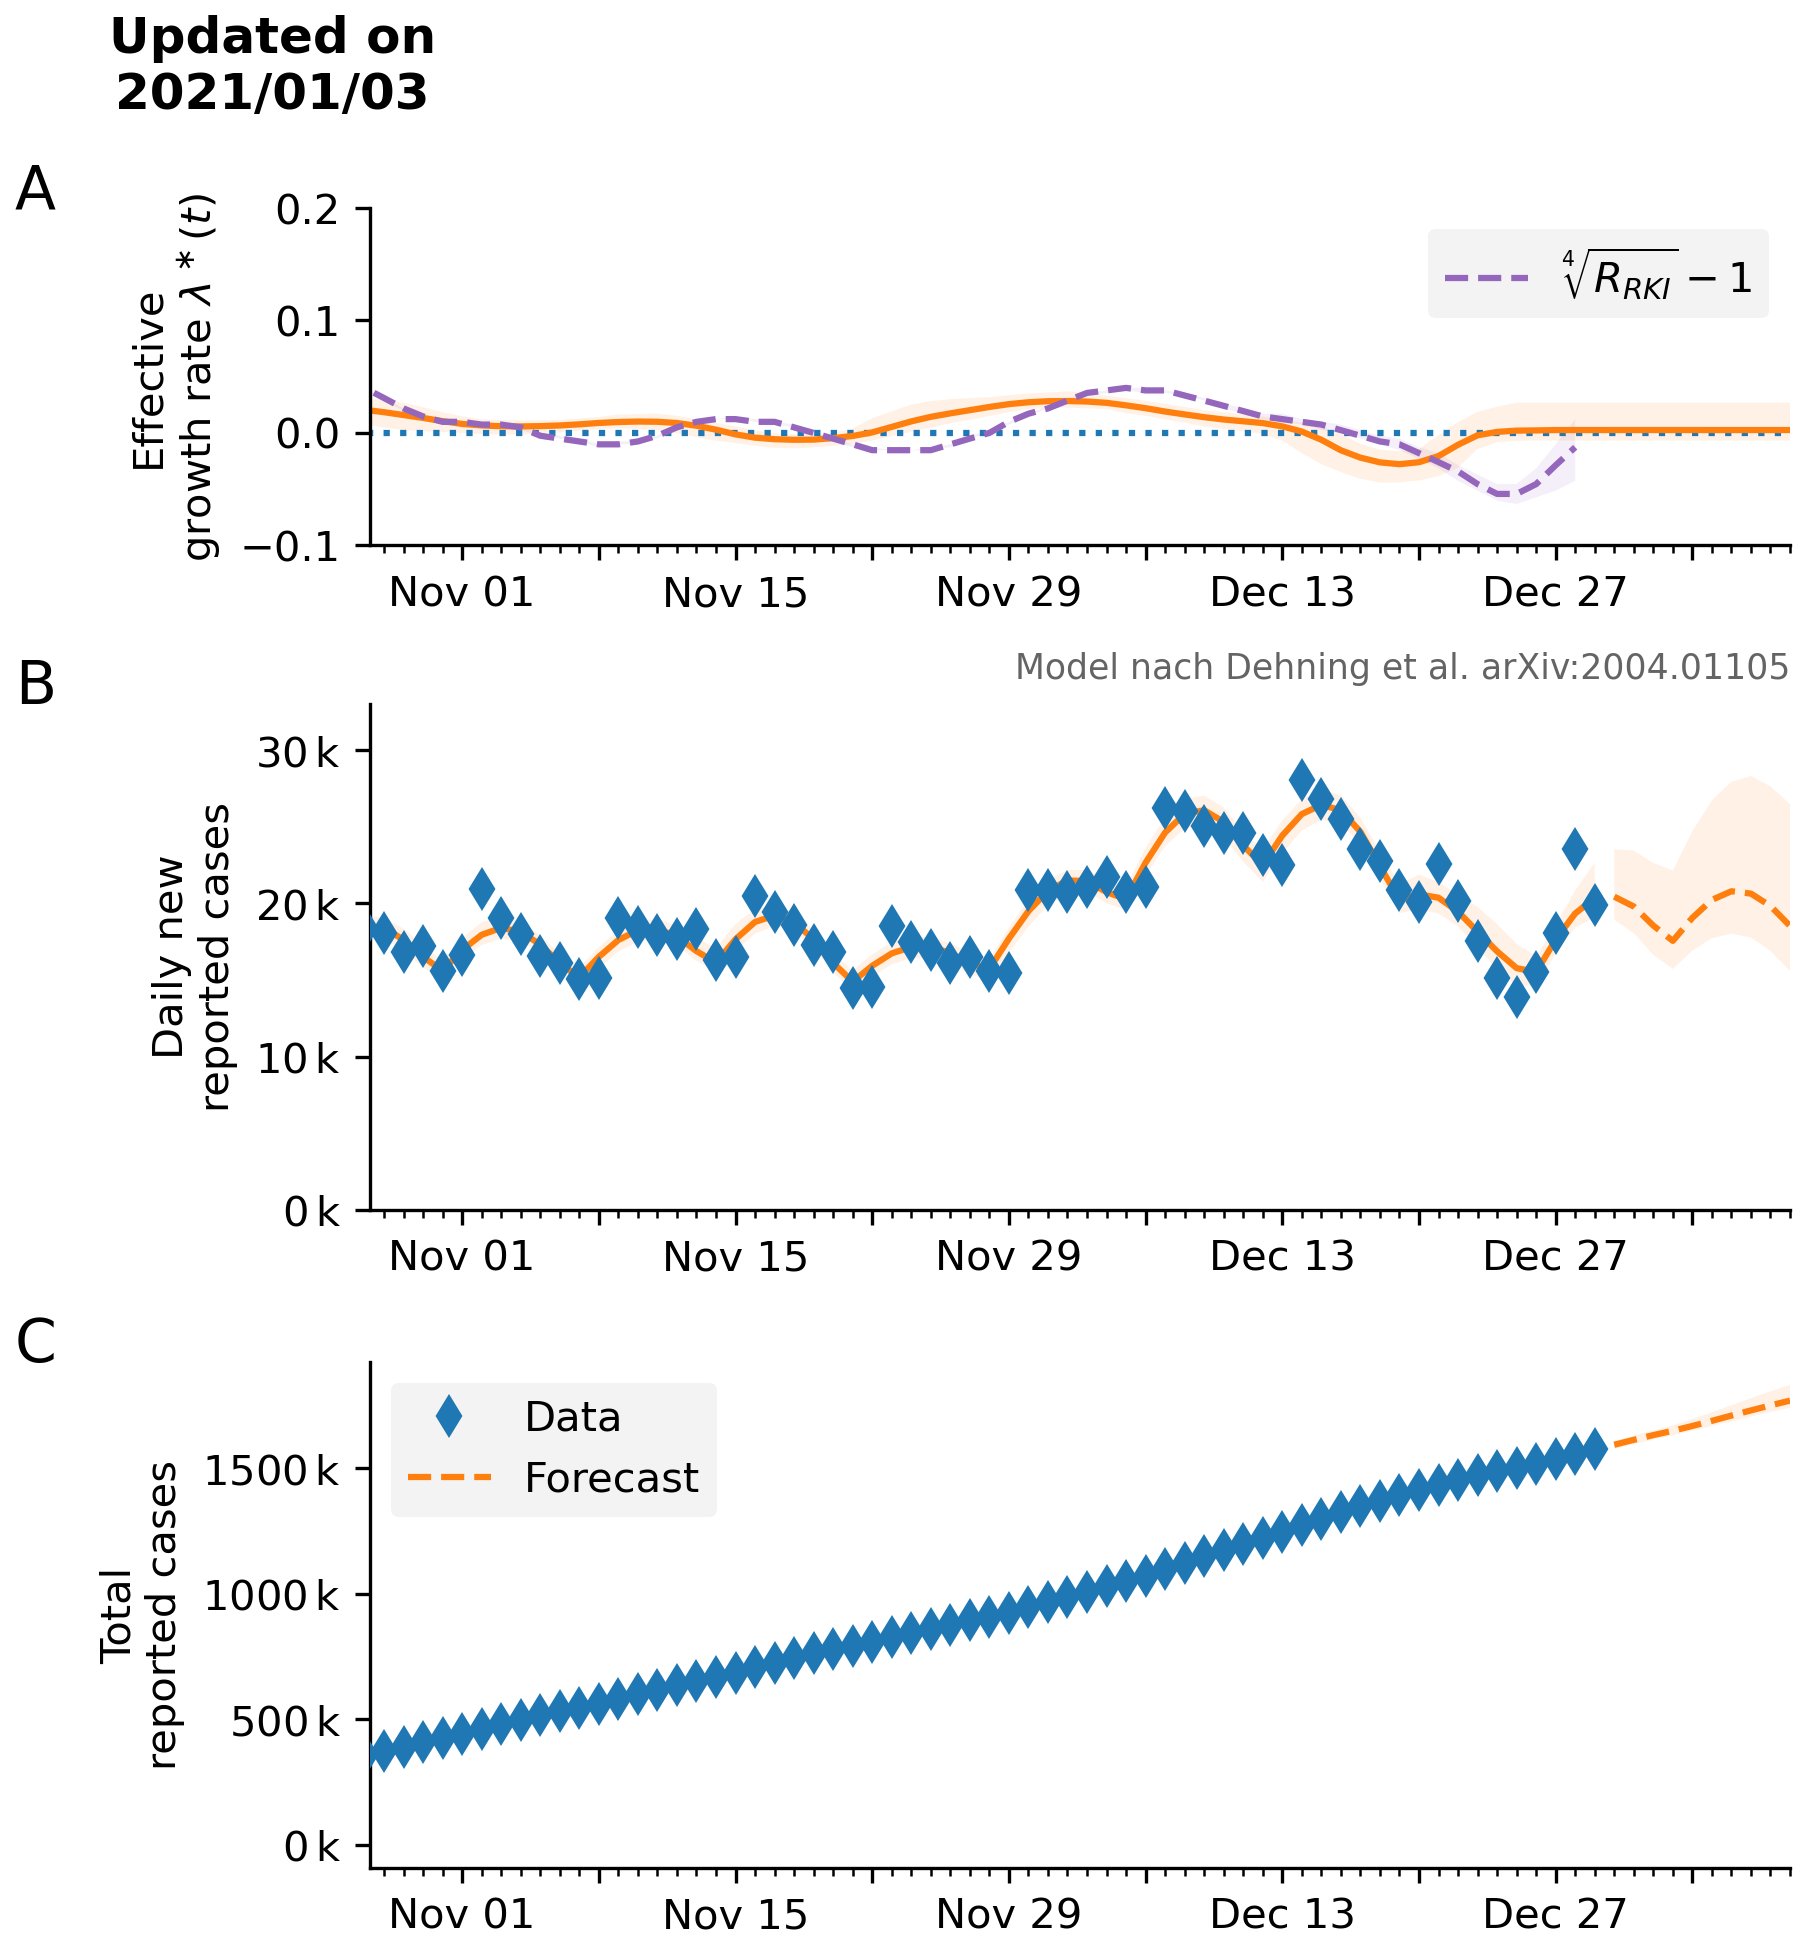 Updated on
2021/01/03
A
Effective
growth rate λ * (t)
0.2
0.1
0.0
−0.1
∜R_RKI − 1
Nov 01 Nov 15 Nov 29 Dec 13 Dec 27
Model nach Dehning et al. arXiv:2004.01105
B
Daily new
reported cases
30 k
20 k
10 k
0 k
Nov 01 Nov 15 Nov 29 Dec 13 Dec 27
C
Total
reported cases
1500 k
1000 k
500 k
0 k
Data
Forecast
Nov 01 Nov 15 Nov 29 Dec 13 Dec 27